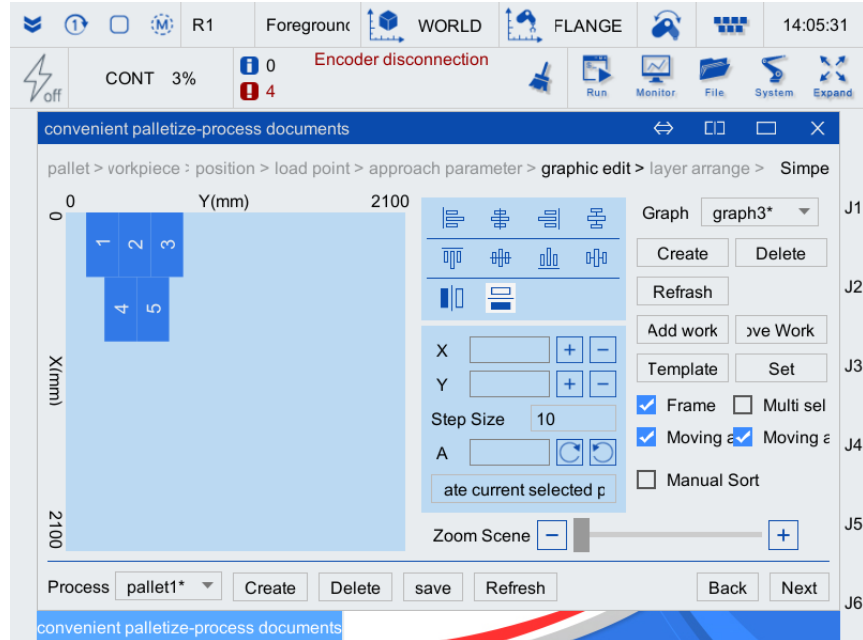 R1 Foreground WORLD FLANGE 14:05:31
off CONT 3% 0 Encoder disconnection
4
Run Monitor File System Expand
convenient palletize-process documents
pallet > workpiece > position > load point > approach parameter > graphic edit > layer arrange > Simpe
0 Y(mm) 2100
0
1 2 3
4 5
X(mm)
2100
X + −
Y + −
Step Size 10
A
ate current selected p
Zoom Scene − +
Graph graph3*
Create Delete
Refrash
Add work ove Work
Template Set
Frame Multi sel
Moving a Moving a
Manual Sort
J1
J2
J3
J4
J5
J6
Process pallet1* Create Delete save Refresh Back Next
convenient palletize-process documents